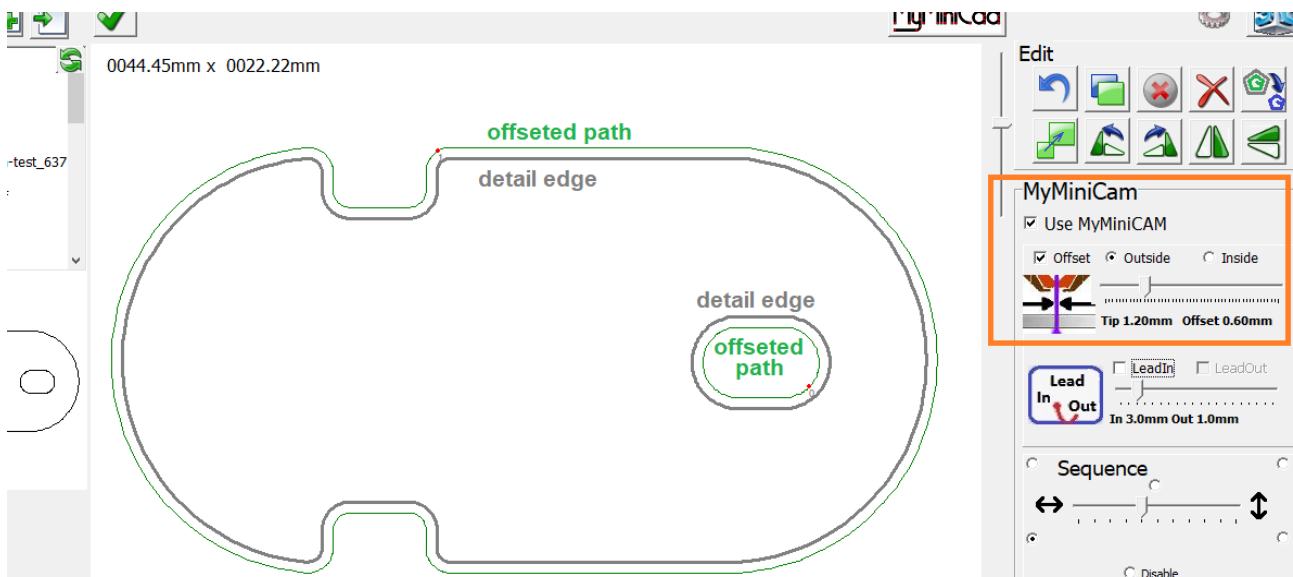 MyMiniCad
Edit
0044.45mm x 0022.22mm
offseted path
1
detail edge
-test_637
MyMiniCam
Use MyMiniCAM
Offset Outside Inside
Tip 1.20mm Offset 0.60mm
detail edge
offseted
path
0
LeadIn LeadOut
Lead
In
Out
In 3.0mm Out 1.0mm
Sequence
Disable